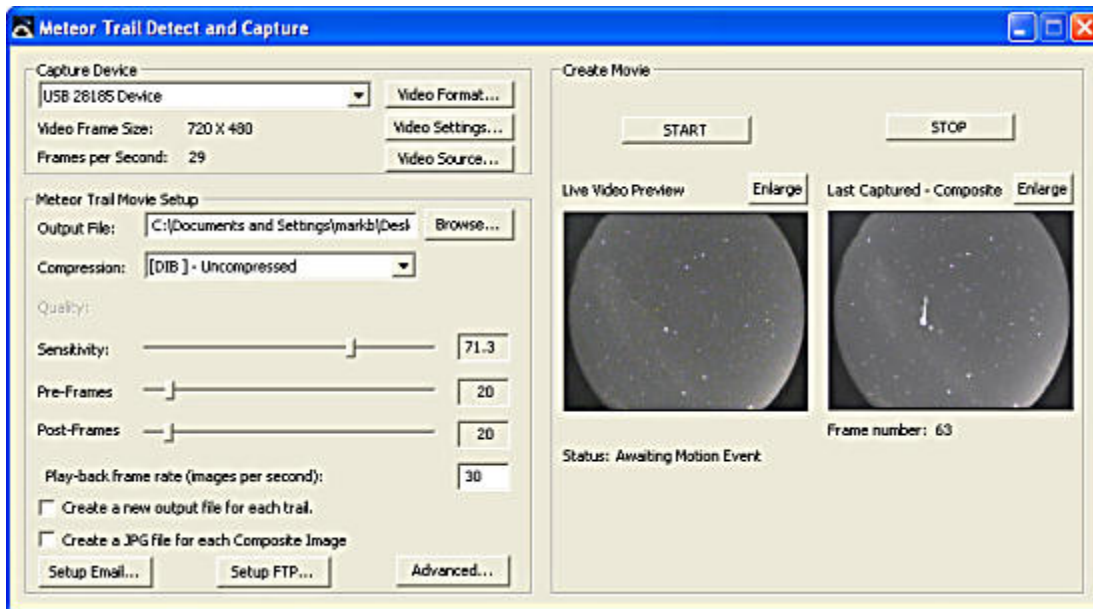 Meteor Trail Detect and Capture
Capture Device
USB 28185 Device
Video Format...
Video Frame Size: 720 X 480
Video Settings...
Frames per Second: 29
Video Source...
Meteor Trail Movie Setup
Output File: C:\Documents and Settings\markb\Desk
Browse...
Compression: [DIB ] - Uncompressed
Quality:
Sensitivity: 71.3
Pre-Frames 20
Post-Frames 20
Play-back frame rate (images per second): 30
Create a new output file for each trail.
Create a JPG file for each Composite Image
Setup Email... Setup FTP... Advanced...
Create Movie
START STOP
Live Video Preview Enlarge
Last Captured - Composite Enlarge
Frame number: 63
Status: Awaiting Motion Event